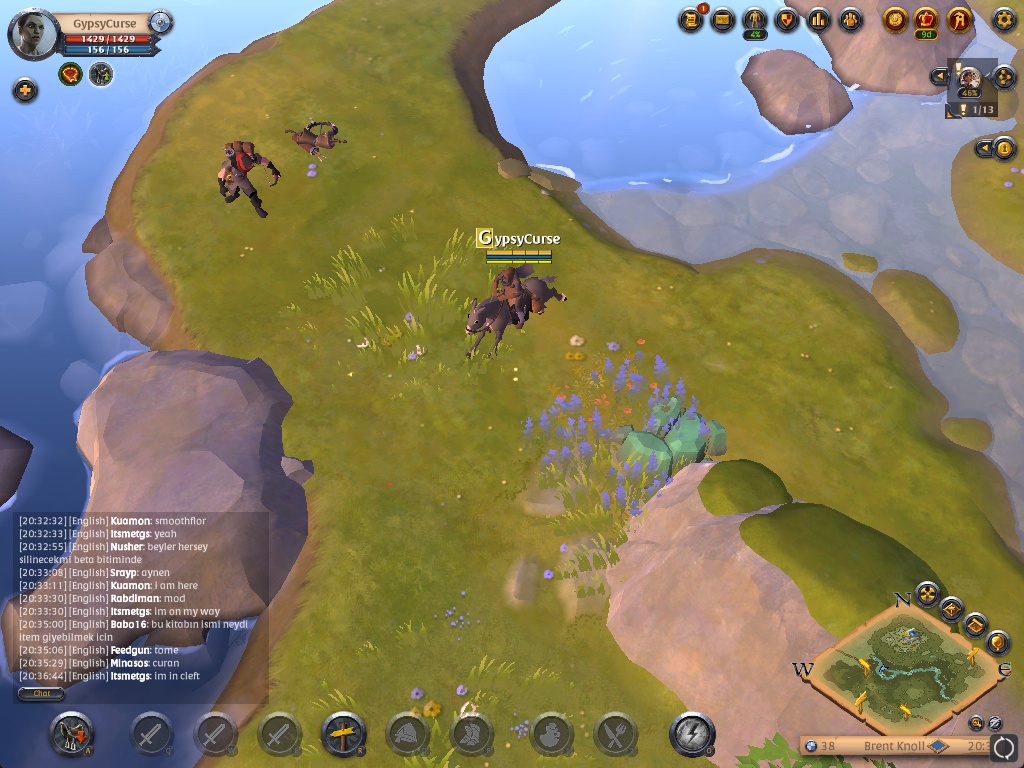 GypsyCurse
1429 / 1429
156 / 156
1
4%
9d
46%
1/13
GypsyCurse
[20:32:32] [English] Kuamon: smoothflor
[20:32:33] [English] Itsmetgs: yeah
[20:32:55] [English] Nusher: beyler hersey
silinecekmi beta bitiminde
[20:33:08] [English] Srayp: aynen
[20:33:11] [English] Kuamon: i am here
[20:33:30] [English] Rabdiman: mod
[20:33:30] [English] Itsmetgs: im on my way
[20:35:00] [English] Babo16: bu kitabın ismi neydi
item giyebilmek icin
[20:35:06] [English] Feedgun: tome
[20:35:29] [English] Minasos: curan
[20:36:44] [English] Itsmetgs: im in cleft
Chat
N
W
E
A
Q
W
R
38
Brent Knoll